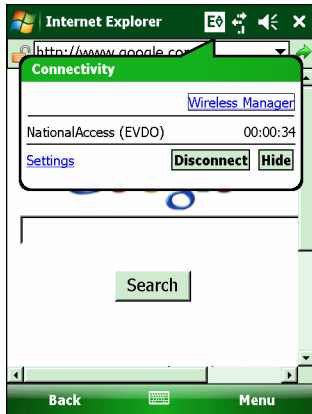 Internet Explorer
http://www.google.com
Connectivity
Wireless Manager
NationalAccess (EVDO) 00:00:34
Settings Disconnect Hide
Search
Back Menu